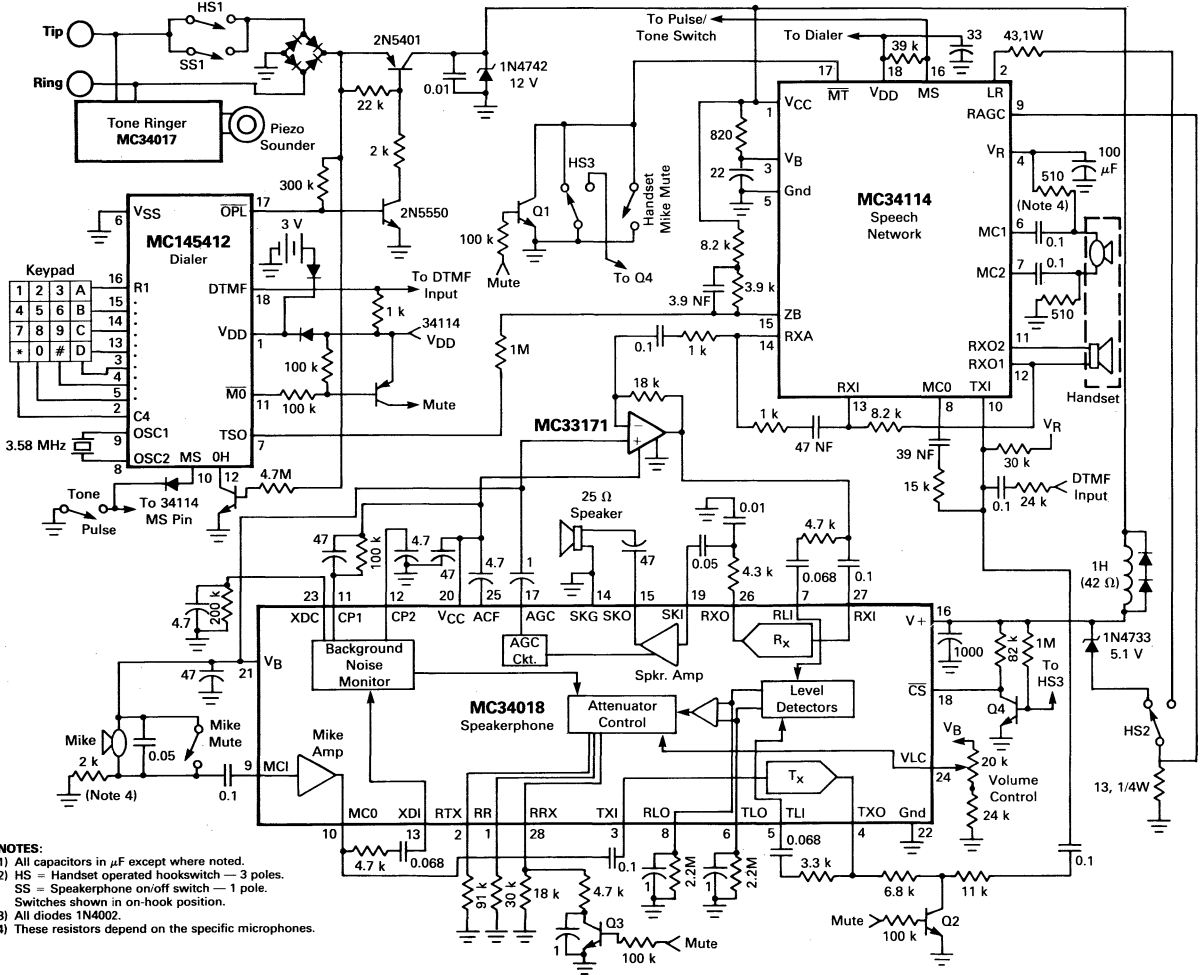 HS1
Tip
SS1
Ring
Tone Ringer
MC34017
Piezo
Sounder
22 k
2N5401
0.01
1N4742
12 V
2 k
300 k
2N5550
To Pulse/
Tone Switch
To Dialer
39 k
33
43,1W
17
18
16
2
MT
VDD
MS
LR
9
RAGC
VCC
1
820
VB
3
22
Gnd
5
MC34114
Speech
Network
VR
4
100
µF
510
(Note 4)
MC1
6
0.1
MC2
7
0.1
510
RXO2
11
RXO1
12
Handset
8.2 k
3.9 NF
3.9 k
ZB
15
RXA
14
RXI
13
MC0
8
TXI
10
HS3
Handset
Mike Mute
Q1
100 k
Mute
To Q4
VSS
6
OPL
17
MC145412
Dialer
3 V
Keypad
1 2 3 A
4 5 6 B
7 8 9 C
* 0 # D
16
R1
15
14
13
3
4
5
2
C4
DTMF
18
To DTMF
Input
1 k
34114
VDD
VDD
1
100 k
M0
11
100 k
Mute
TSO
7
3.58 MHz
9
OSC1
OSC2
8
MS
10
0H
12
4.7M
Tone
Pulse
To 34114
MS Pin
1M
0.1
1 k
18 k
MC33171
1 k
47 NF
8.2 k
39 NF
15 k
VR
30 k
0.1
24 k
DTMF
Input
25 Ω
Speaker
47
0.01
0.05
4.3 k
4.7 k
0.068
0.1
47
100 k
4.7
47
4.7
1
4.7
200 k
23
11
12
20
25
17
14
15
19
26
7
27
16
XDC
CP1
CP2
VCC
ACF
AGC
SKG
SKO
SKI
RXO
RLI
RXI
V+
Background
Noise
Monitor
AGC
Ckt.
Spkr. Amp
Rx
MC34018
Speakerphone
Attenuator
Control
Level
Detectors
VB
21
47
Mike
0.05
Mike
Mute
2 k
(Note 4)
0.1
9
MCI
Mike
Amp
Tx
1000
82 k
1M
1N4733
5.1 V
To
HS3
CS
18
Q4
VB
VLC
24
20 k
Volume
Control
24 k
1H
(42 Ω)
HS2
13, 1/4W
MC0
XDI
RTX
RR
RRX
TXI
RLO
TLO
TLI
TXO
Gnd
10
13
2
1
28
3
8
6
5
4
22
4.7 k
0.068
91 k
30 k
18 k
4.7 k
0.1
1
2.2M
1
2.2M
0.068
3.3 k
6.8 k
11 k
0.1
1
Q3
100 k
Mute
Mute
100 k
Q2
NOTES:
1) All capacitors in µF except where noted.
2) HS = Handset operated hookswitch — 3 poles.
SS = Speakerphone on/off switch — 1 pole.
Switches shown in on-hook position.
3) All diodes 1N4002.
4) These resistors depend on the specific microphones.